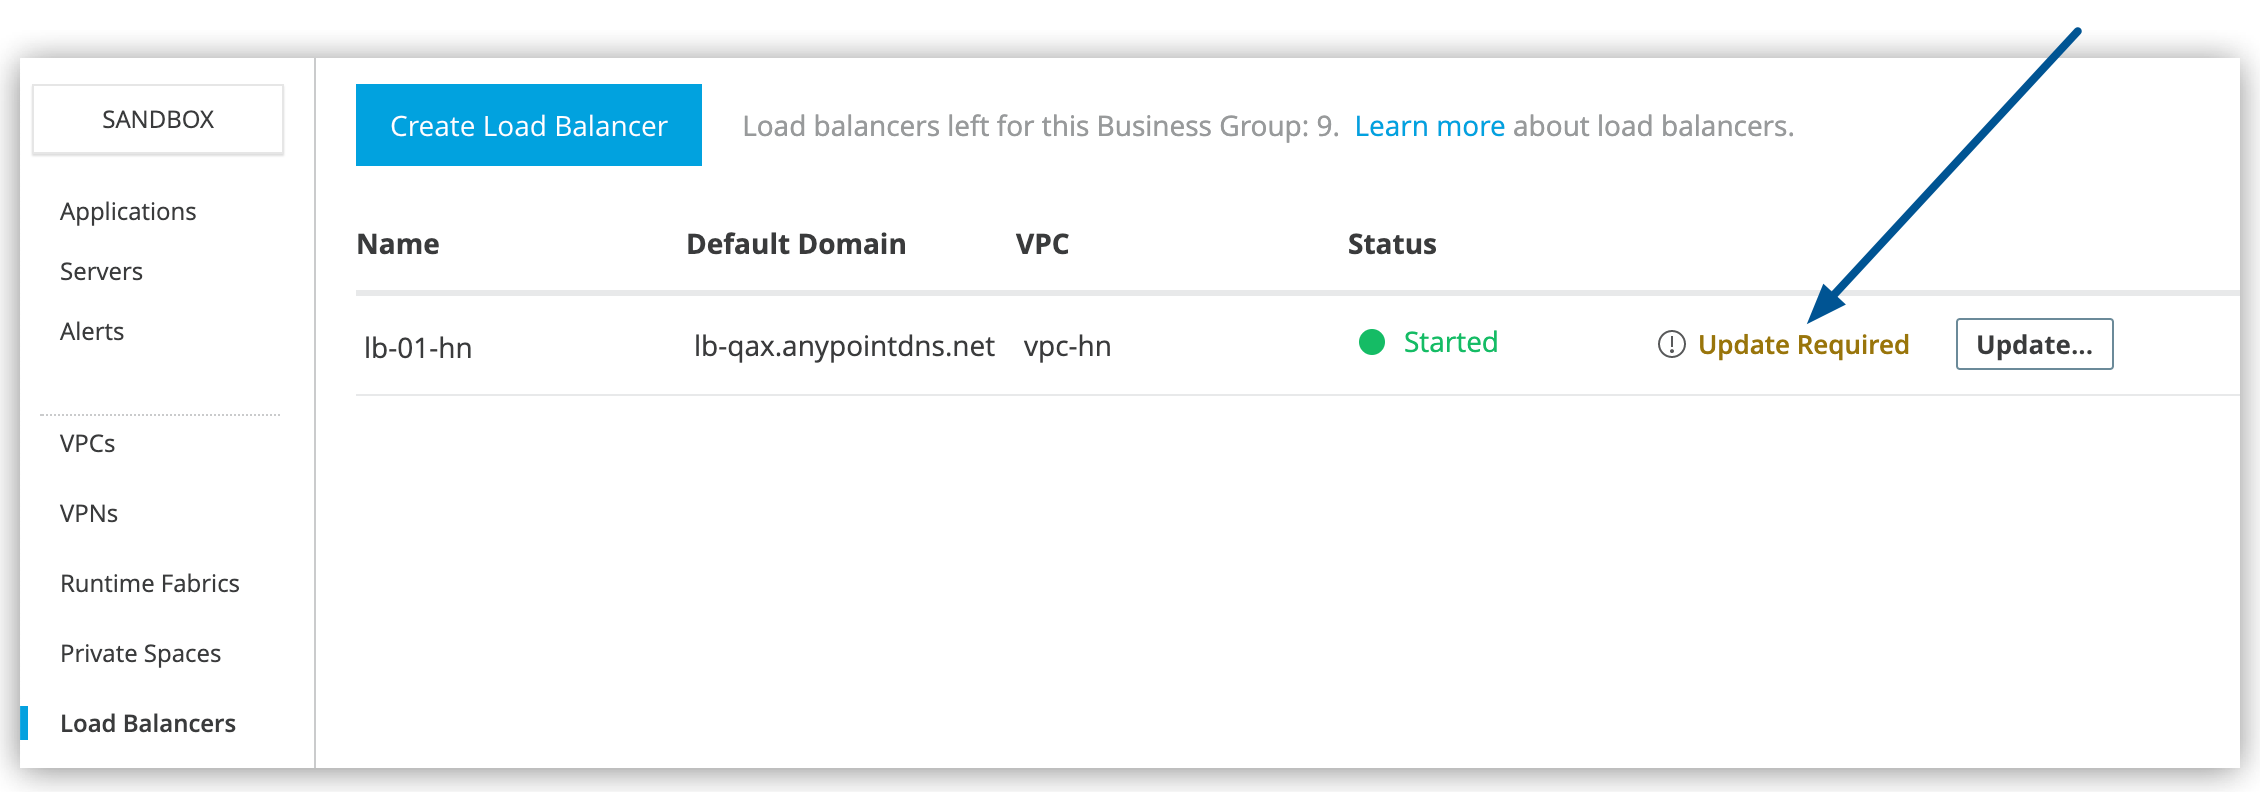 SANDBOX
Applications
Servers
Alerts
VPCs
VPNs
Runtime Fabrics
Private Spaces
Load Balancers
Create Load Balancer
Load balancers left for this Business Group: 9. Learn more about load balancers.
Name Default Domain VPC Status
lb-01-hn lb-qax.anypointdns.net vpc-hn Started Update Required Update...